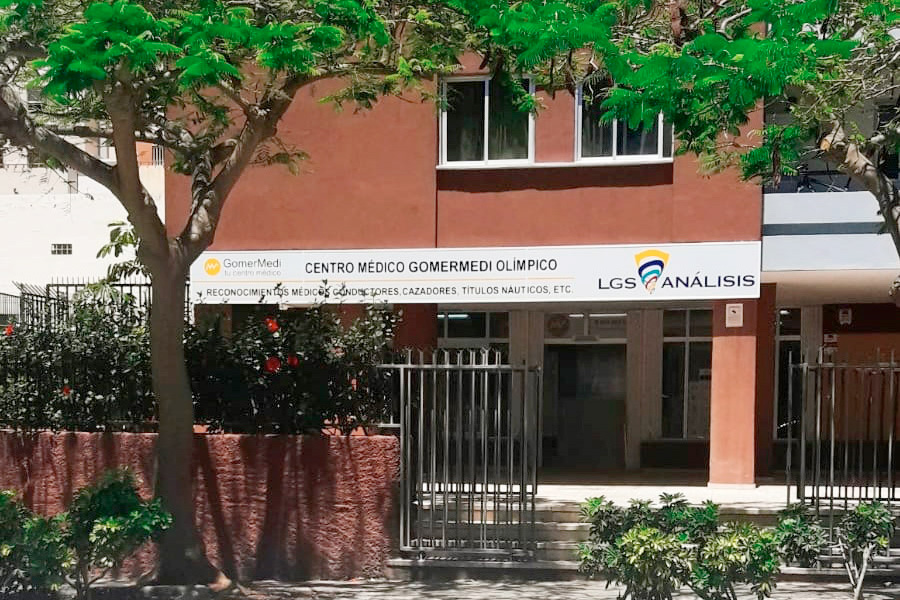 GomerMedi
tu centro médico
CENTRO MÉDICO GOMERMEDI OLÍMPICO
RECONOCIMIENTOS MÉDICOS CONDUCTORES, CAZADORES, TÍTULOS NÁUTICOS, ETC.
LGS ANÁLISIS